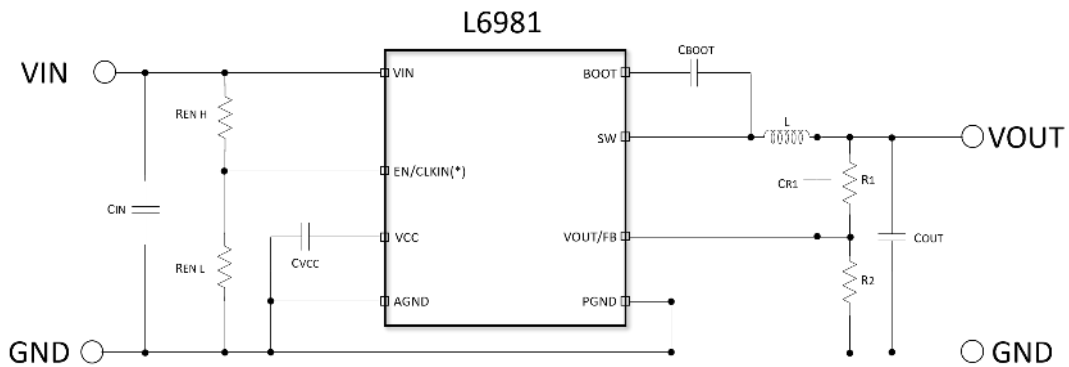 L6981
VIN
VIN
BOOT
CBOOT
REN H
SW
L
VOUT
EN/CLKIN(*)
CR1
R1
CIN
VCC
VOUT/FB
COUT
REN L
CVCC
R2
AGND
PGND
GND
GND